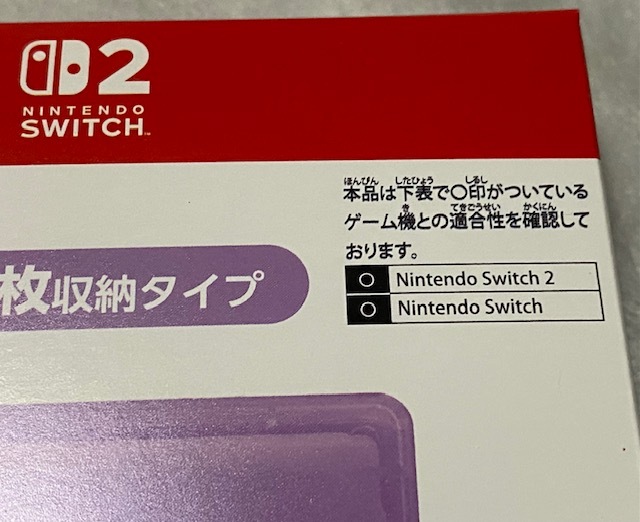 2
NINTENDO
SWITCH™
本品は下表で〇印がついている
ゲーム機との適合性を確認して
おります。
〇 Nintendo Switch 2
〇 Nintendo Switch
枚収納タイプ